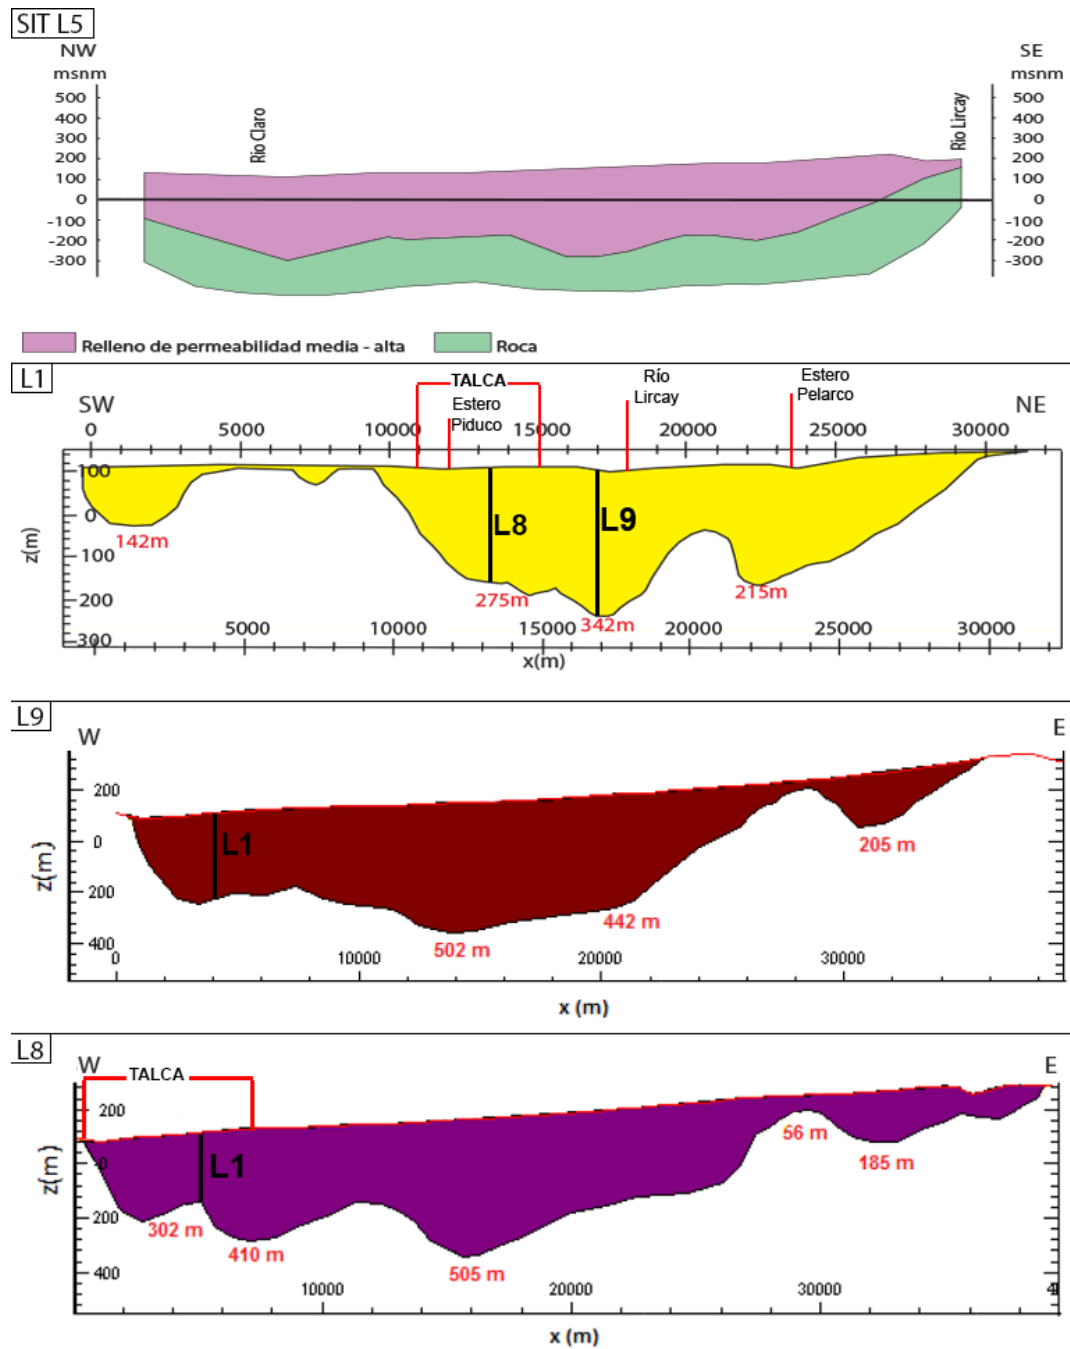 SIT L5
NW SE
msnm msnm
Río Claro
Río Lircay
500 500
400 400
300 300
200 200
100 100
0 0
-100 -100
-200 -200
-300 -300
Relleno de permeabilidad media - alta Roca
L1
TALCA
Río
Lircay
Estero
Pelarco
SW NE
Estero
Piduco
0 5000 10000 15000 20000 25000 30000
100
0
100
200
300
z(m)
L8 L9
142m
275m
342m
215m
5000 10000 15000 20000 25000 30000
x(m)
L9
W E
200
0
200
400
z(m)
L1
205 m
442 m
502 m
0 10000 20000 30000
x (m)
L8
W E
TALCA
200
0
200
400
z(m)
L1
56 m
185 m
302 m
410 m
505 m
10000 20000 30000
x (m)